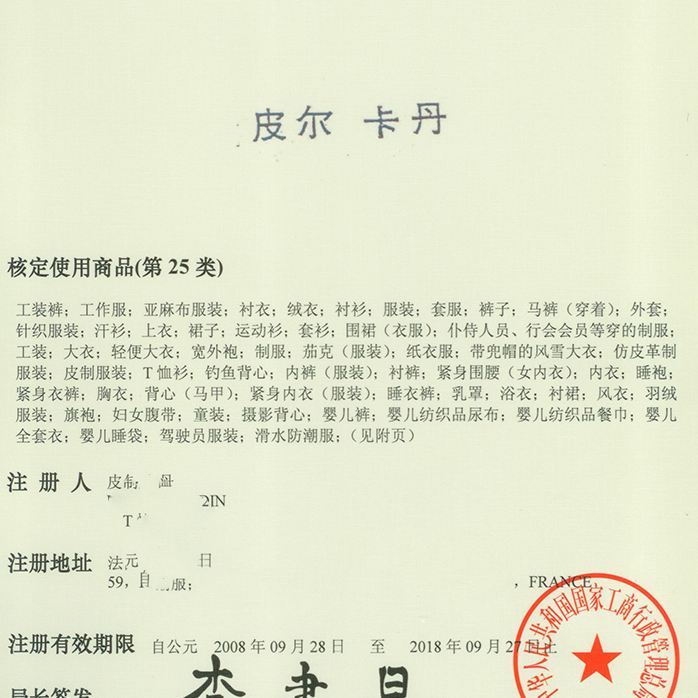 皮尔 卡丹
核定使用商品(第 25 类)
工装裤；工作服；亚麻布服装；衬衣；绒衣；衬衫；服装；套服；裤子；马裤（穿着）；外套；
针织服装；汗衫；上衣；裙子；运动衫；套衫；围裙（衣服）；仆侍人员、行会会员等穿的制服；
工装；大衣；轻便大衣；宽外袍；制服；茄克（服装）；纸衣服；带兜帽的风雪大衣；仿皮革制
服装；皮制服装；T 恤衫；钓鱼背心；内裤（服装）；衬裤；紧身围腰（女内衣）；内衣；睡袍；
紧身衣裤；胸衣；背心（马甲）；紧身内衣（服装）；睡衣裤；乳罩；浴衣；衬裙；风衣；羽绒
服装；旗袍；妇女腹带；童装；摄影背心；婴儿裤；婴儿纺织品尿布；婴儿纺织品餐巾；婴儿
全套衣；婴儿睡袋；驾驶员服装；滑水防潮服；（见附页）
注 册 人 皮制
IN
T
注册地址 法元 日
59，自 服； ，FRANCE
注册有效期限 自公元 2008 年 09 月 28 日 至 2018 年 09 月 27 日止
中华人民共和国国家工商行政管理总局
局长签发